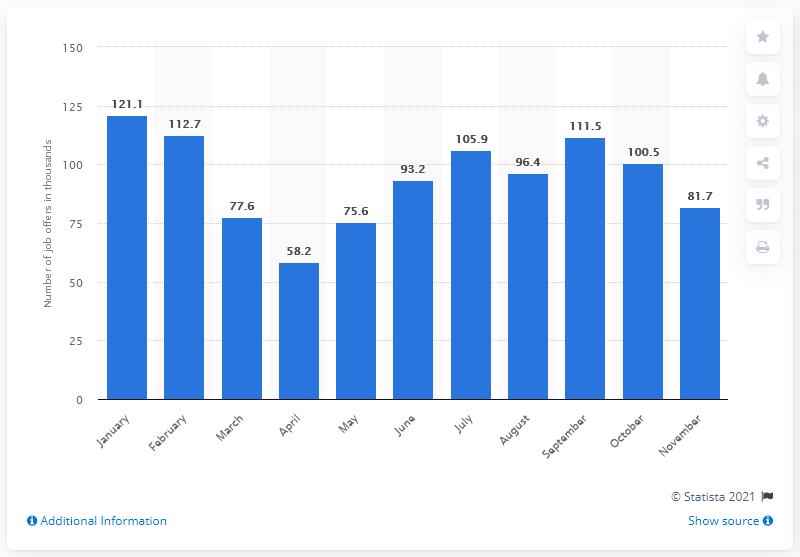 150
125
100
75
50
25
0
Number of job offers in thousands
121.1
112.7
77.6
58.2
75.6
93.2
105.9
96.4
111.5
100.5
81.7
January
February
March
April
May
June
July
August
September
October
November
© Statista 2021
Additional Information
Show source